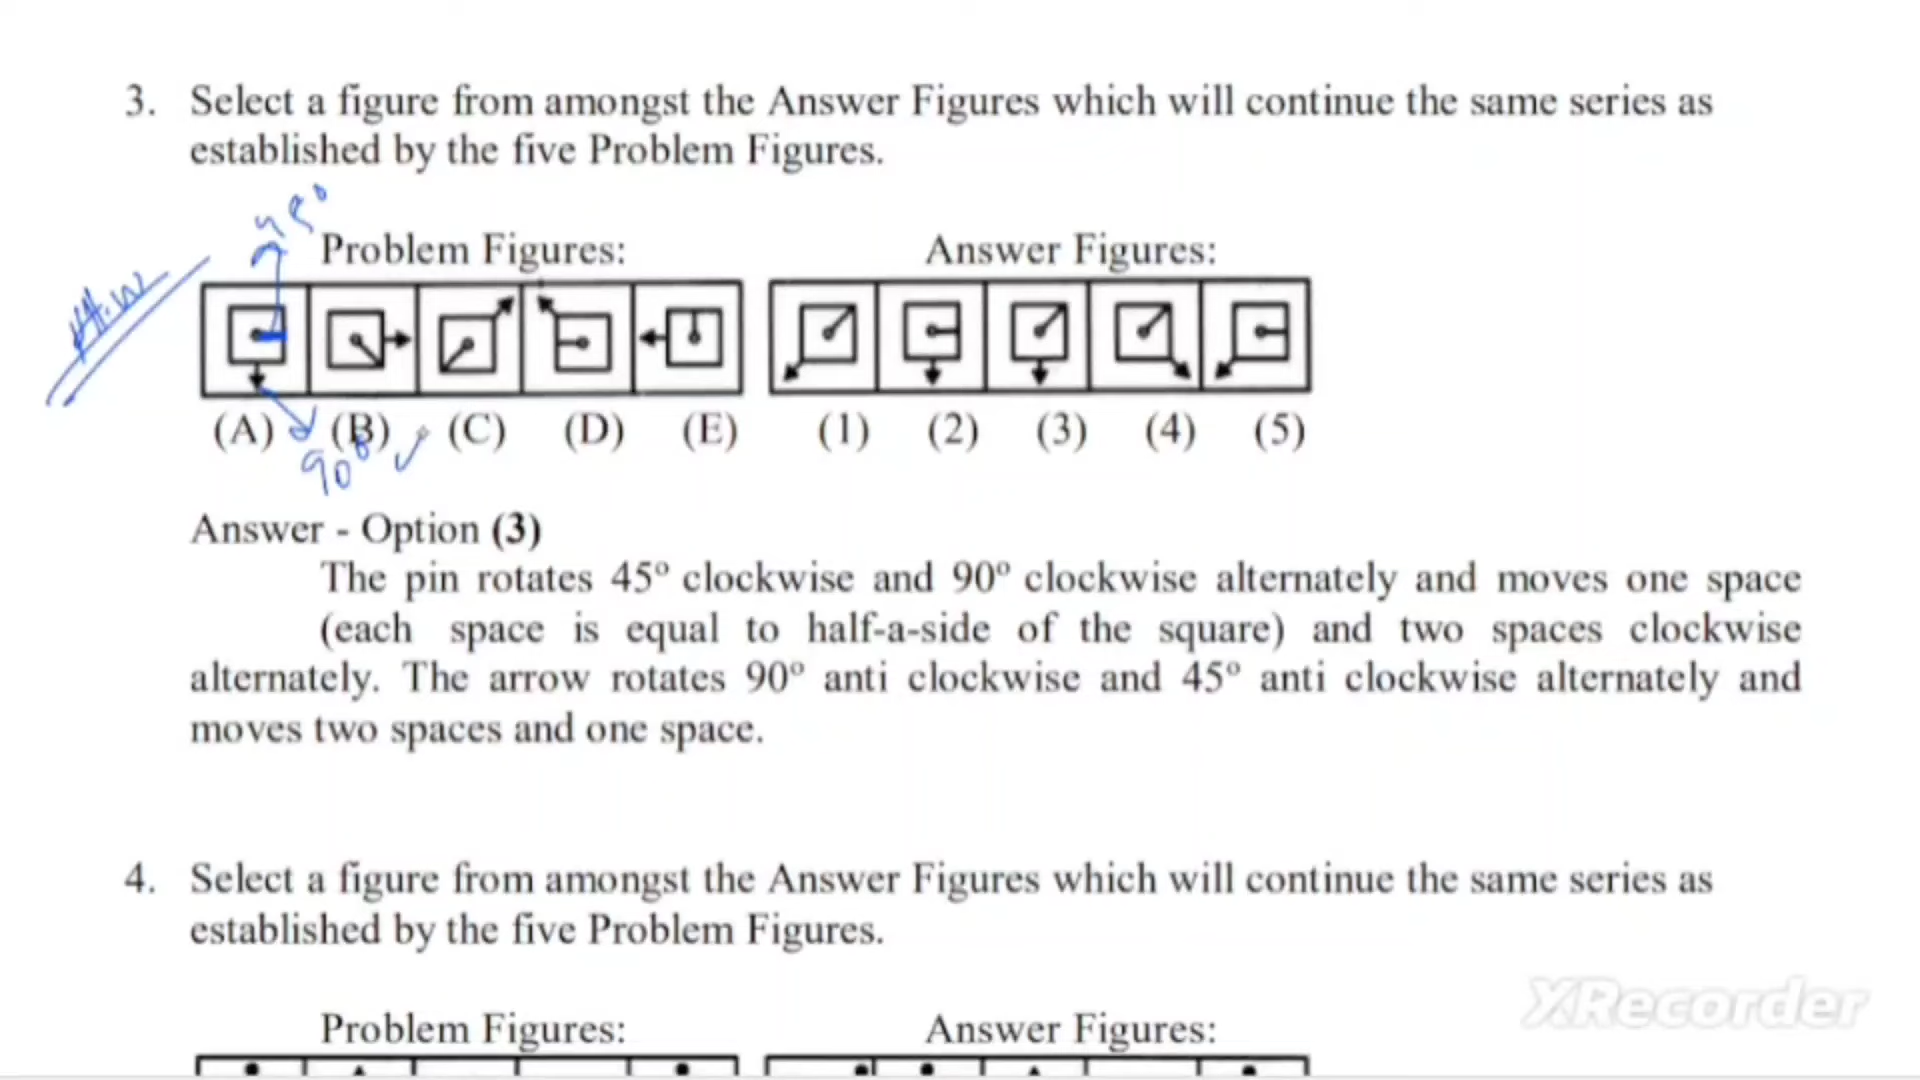 3. Select a figure from amongst the Answer Figures which will continue the same series as
established by the five Problem Figures.
45°
H.W
Problem Figures: Answer Figures:
(A) (B) (C) (D) (E) (1) (2) (3) (4) (5)
90°
Answer - Option (3)
The pin rotates 45º clockwise and 90º clockwise alternately and moves one space
(each space is equal to half-a-side of the square) and two spaces clockwise
alternately. The arrow rotates 90º anti clockwise and 45º anti clockwise alternately and
moves two spaces and one space.
4. Select a figure from amongst the Answer Figures which will continue the same series as
established by the five Problem Figures.
XRecorder
Problem Figures: Answer Figures: